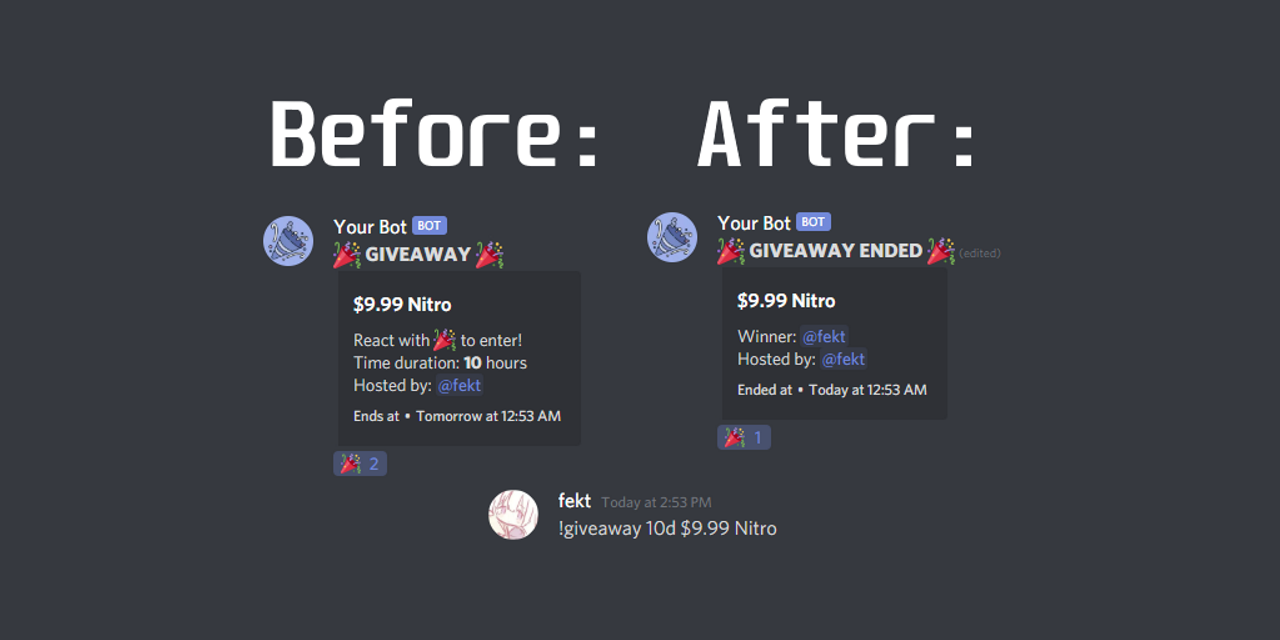 Before:
After:
Your Bot BOT
🎉 GIVEAWAY 🎉
$9.99 Nitro
React with 🎉 to enter!
Time duration: 10 hours
Hosted by: @fekt
Ends at • Tomorrow at 12:53 AM
🎉 2
Your Bot BOT
🎉 GIVEAWAY ENDED 🎉 (edited)
$9.99 Nitro
Winner: @fekt
Hosted by: @fekt
Ended at • Today at 12:53 AM
🎉 1
fekt Today at 2:53 PM
!giveaway 10d $9.99 Nitro